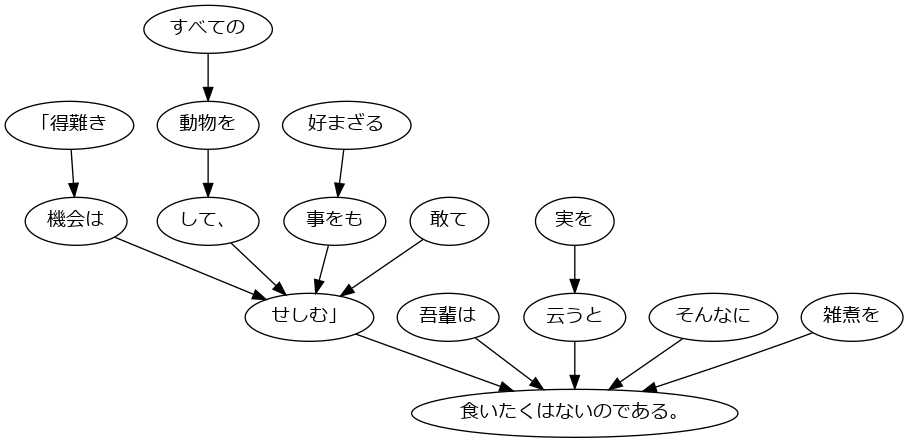 すべての
「得難き
動物を
好まざる
機会は
して、
事をも
敢て
実を
せしむ」
吾輩は
云うと
そんなに
雑煮を
食いたくはないのである。